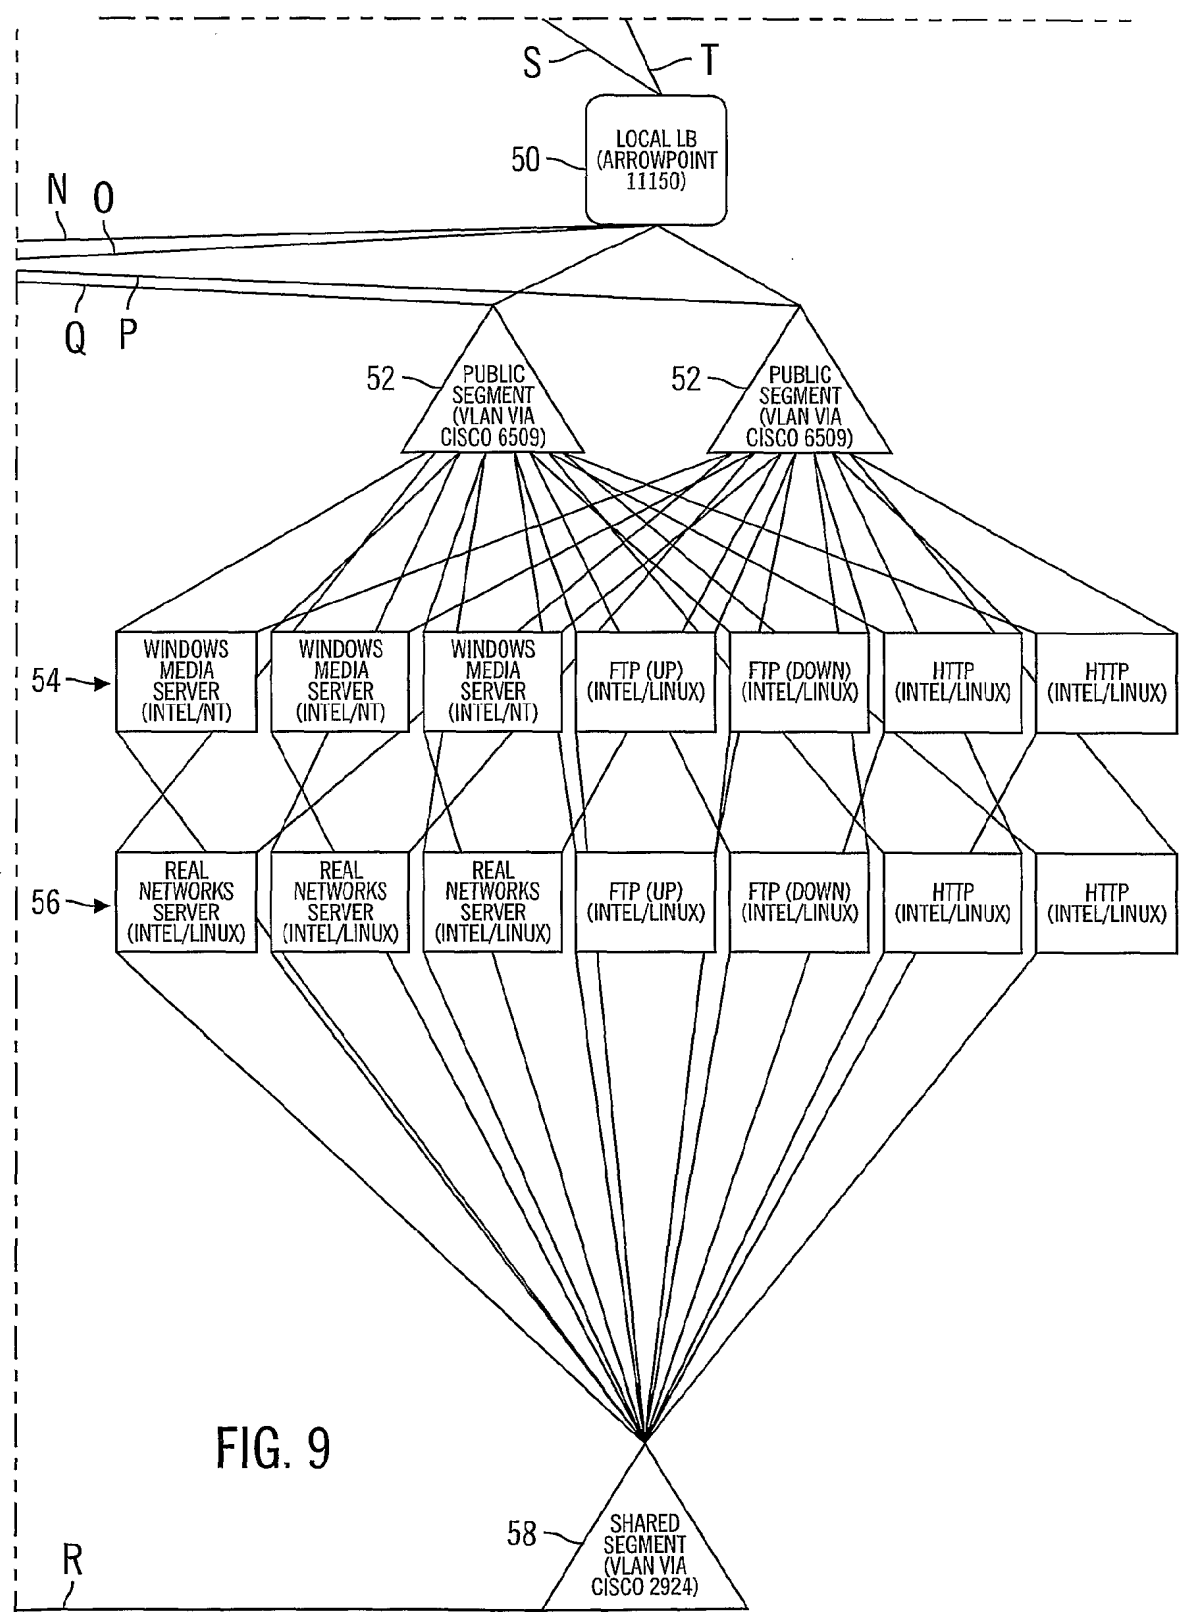 S
T
50
LOCAL LB
(ARROWPOINT
11150)
N
O
Q
P
52
PUBLIC
SEGMENT
(VLAN VIA
CISCO 6509)
52
PUBLIC
SEGMENT
(VLAN VIA
CISCO 6509)
54
WINDOWS
MEDIA
SERVER
(INTEL/NT)
WINDOWS
MEDIA
SERVER
(INTEL/NT)
WINDOWS
MEDIA
SERVER
(INTEL/NT)
FTP (UP)
(INTEL/LINUX)
FTP (DOWN)
(INTEL/LINUX)
HTTP
(INTEL/LINUX)
HTTP
(INTEL/LINUX)
56
REAL
NETWORKS
SERVER
(INTEL/LINUX)
REAL
NETWORKS
SERVER
(INTEL/LINUX)
REAL
NETWORKS
SERVER
(INTEL/LINUX)
FTP (UP)
(INTEL/LINUX)
FTP (DOWN)
(INTEL/LINUX)
HTTP
(INTEL/LINUX)
HTTP
(INTEL/LINUX)
FIG. 9
58
SHARED
SEGMENT
(VLAN VIA
CISCO 2924)
R